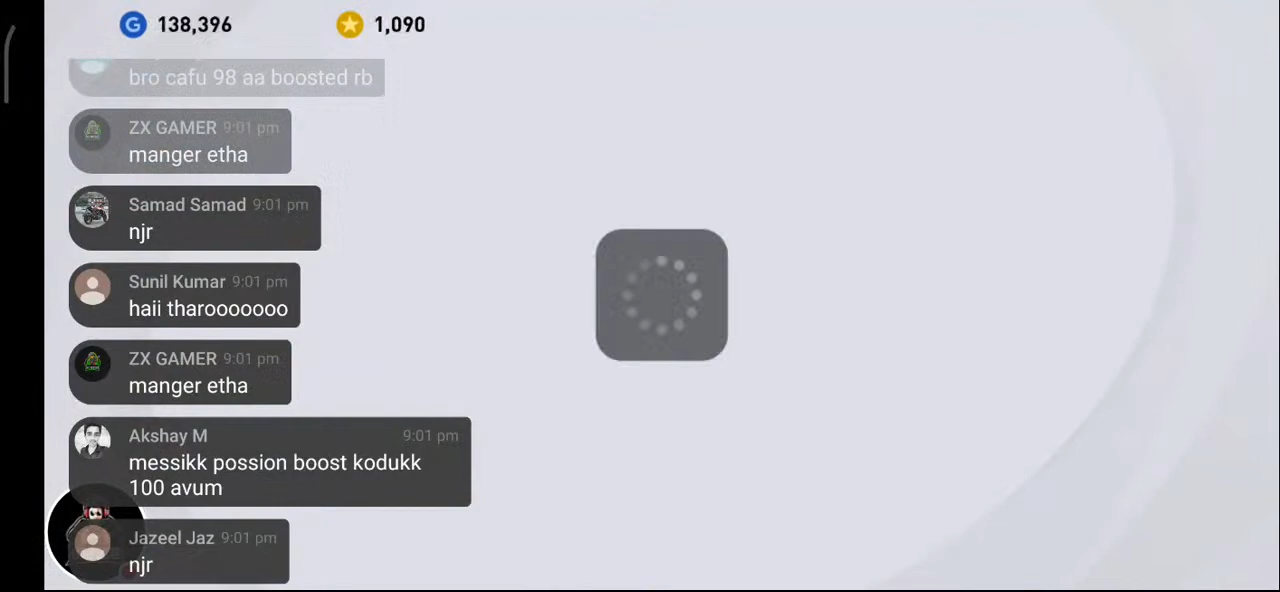 138,396 1,090
bro cafu 98 aa boosted rb
ZX GAMER 9:01 pm
manger etha
Samad Samad 9:01 pm
njr
Sunil Kumar 9:01 pm
haii tharooooooo
ZX GAMER 9:01 pm
manger etha
Akshay M 9:01 pm
messikk possion boost kodukk
100 avum
Jazeel Jaz 9:01 pm
njr